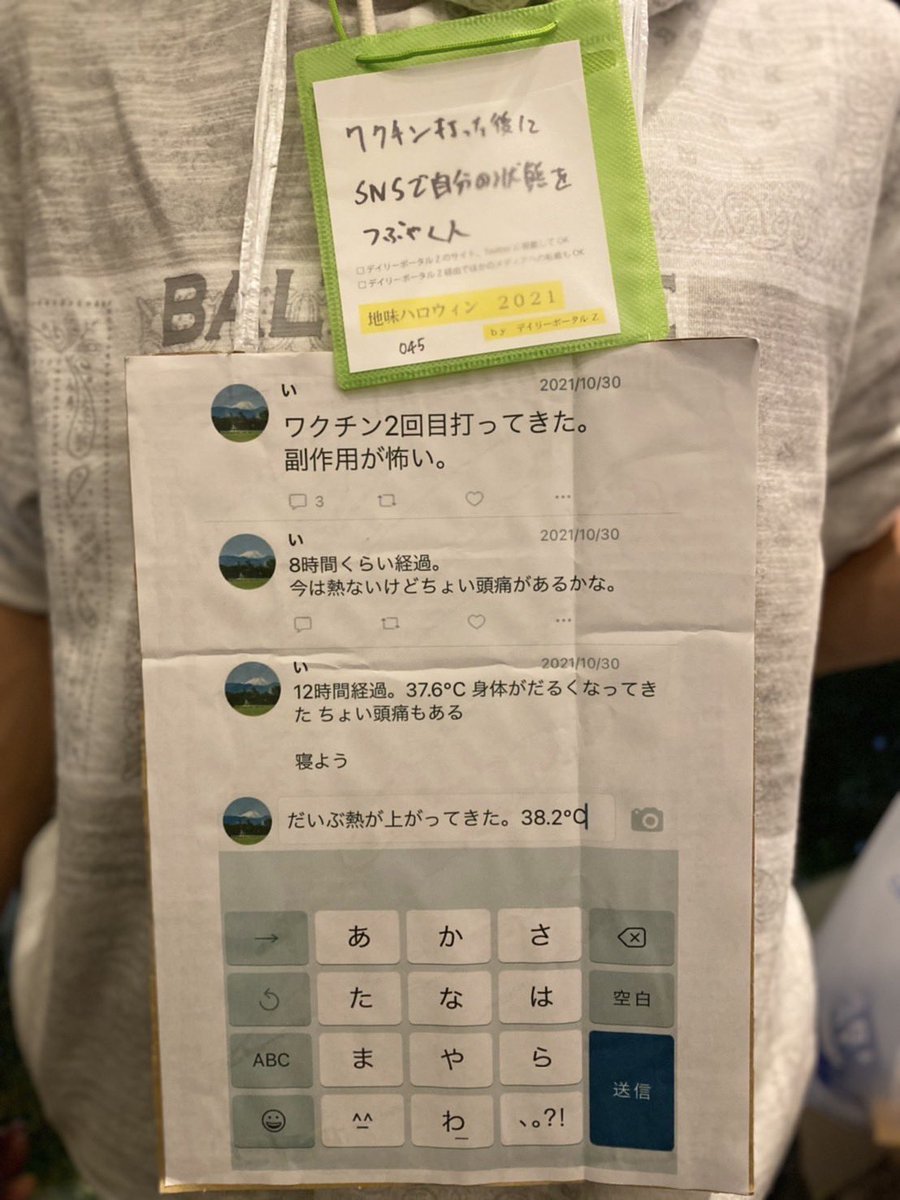 ワクチン打った後に
SNSで自分の状態を
つぶやく人
□デイリーポータルZのサイト、Twitterに掲載してOK
□デイリーポータルZ経由でほかのメディアへの転載もOK
地味ハロウィン 2021
by デイリーポータルZ
045
BAL
い 2021/10/30
ワクチン2回目打ってきた。
副作用が怖い。
3
い 2021/10/30
8時間くらい経過。
今は熱ないけどちょい頭痛があるかな。
い 2021/10/30
12時間経過。37.6°C 身体がだるくなってき
た ちょい頭痛もある
寝よう
だいぶ熱が上がってきた。38.2°C
→ あ か さ
た な は 空白
ABC ま や ら
^^ わ 、。?! 送信